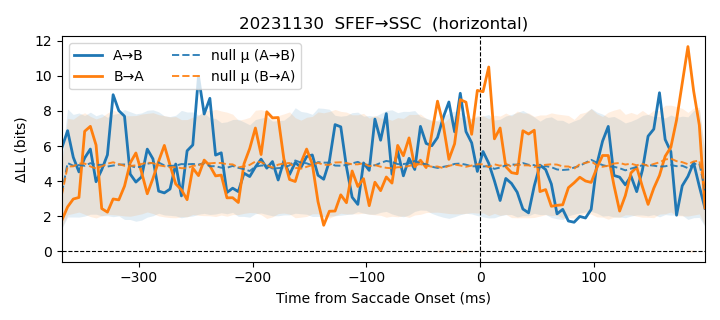 20231130  SFEF→SSC  (horizontal)
A→B
B→A
null μ (A→B)
null μ (B→A)
ΔLL (bits)
12
10
8
6
4
2
0
−300
−200
−100
0
100
Time from Saccade Onset (ms)